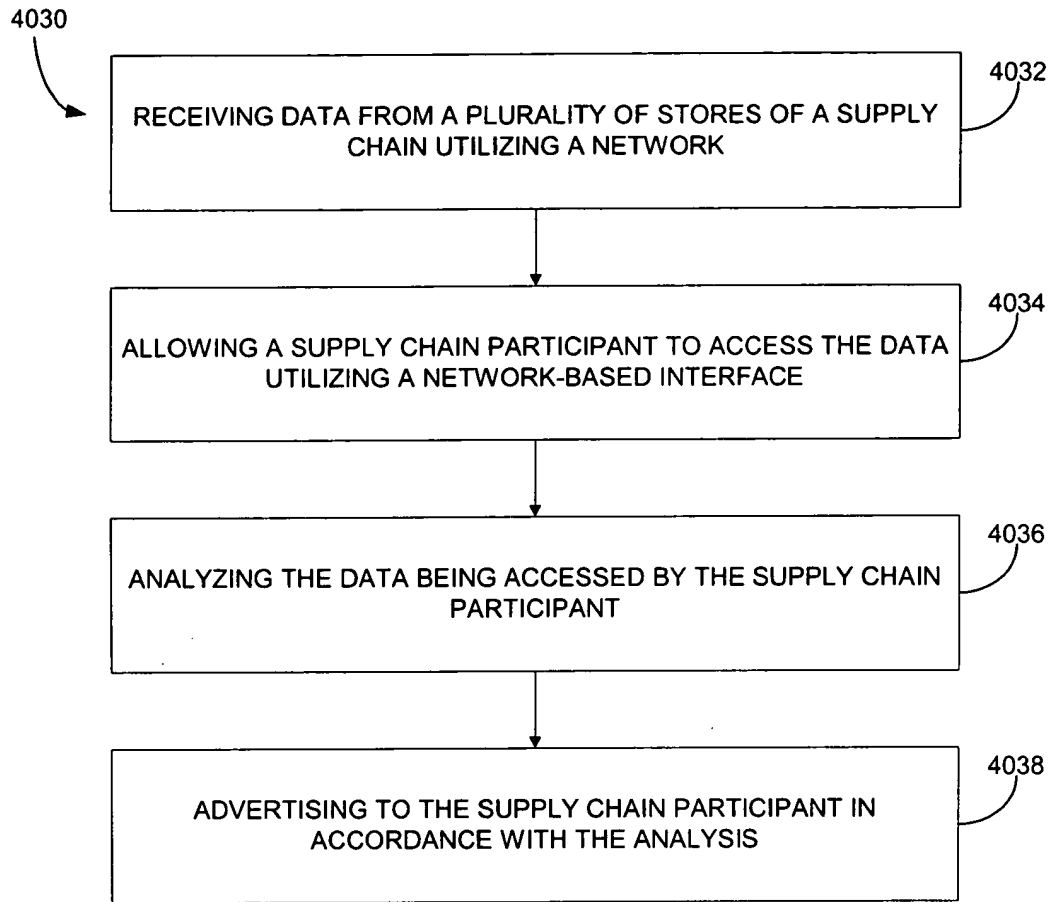 4030
4032
RECEIVING DATA FROM A PLURALITY OF STORES OF A SUPPLY
CHAIN UTILIZING A NETWORK
4034
ALLOWING A SUPPLY CHAIN PARTICIPANT TO ACCESS THE DATA
UTILIZING A NETWORK-BASED INTERFACE
4036
ANALYZING THE DATA BEING ACCESSED BY THE SUPPLY CHAIN
PARTICIPANT
4038
ADVERTISING TO THE SUPPLY CHAIN PARTICIPANT IN
ACCORDANCE WITH THE ANALYSIS